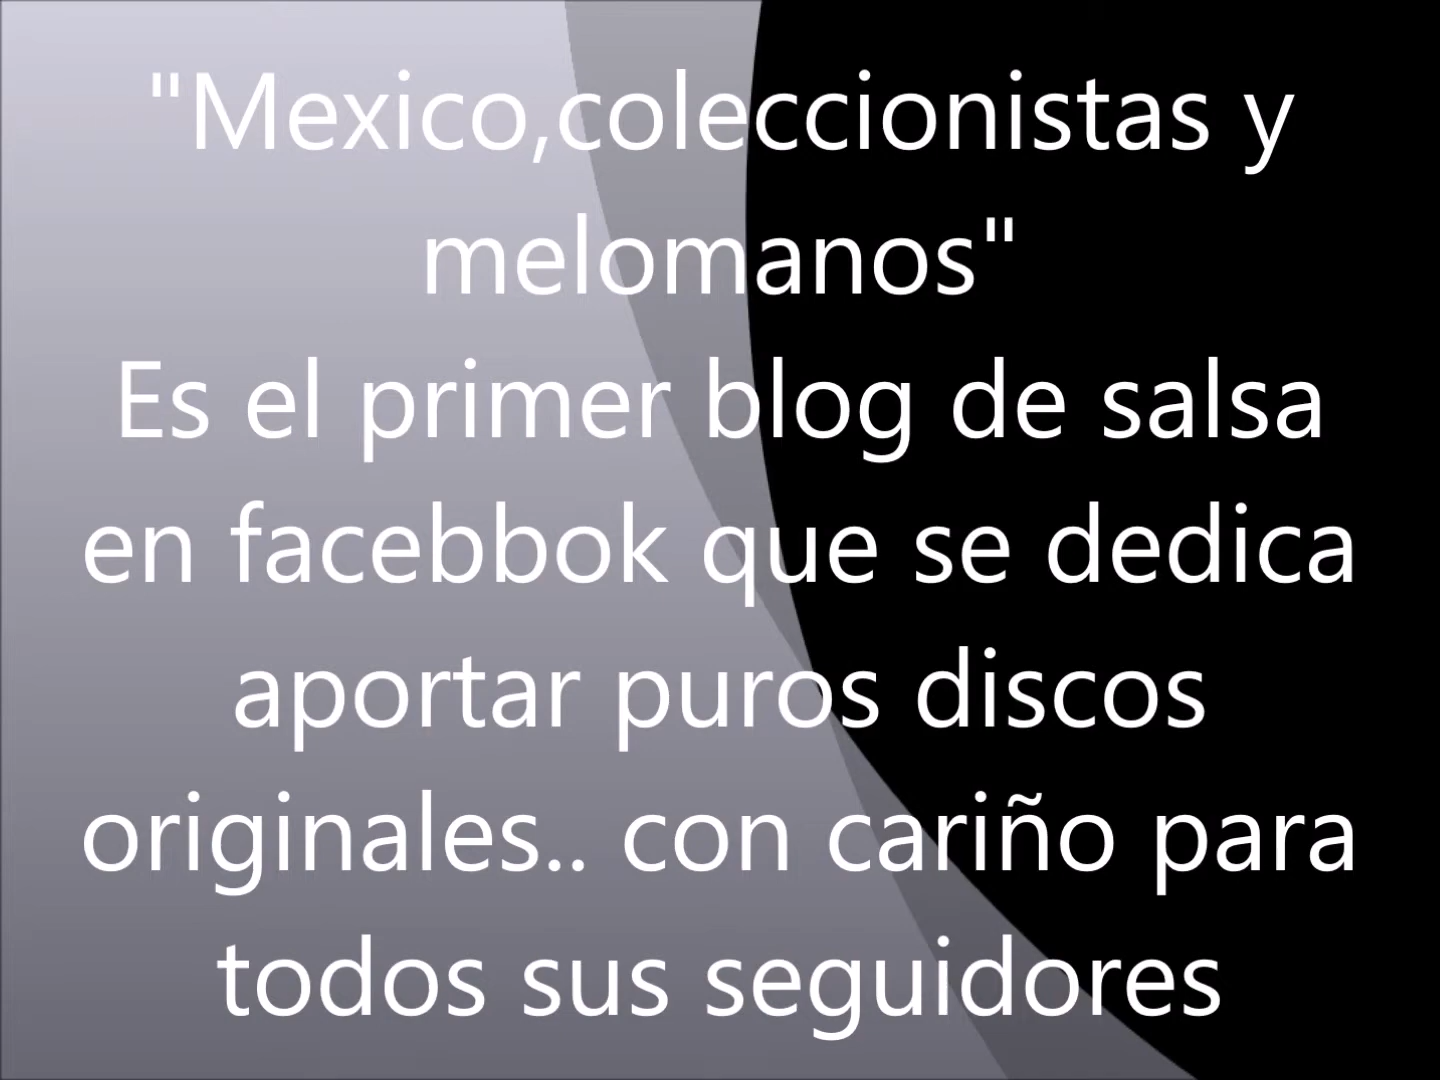 "Mexico,coleccionistas y
melomanos"
Es el primer blog de salsa
en facebbok que se dedica
aportar puros discos
originales.. con cariño para
todos sus seguidores